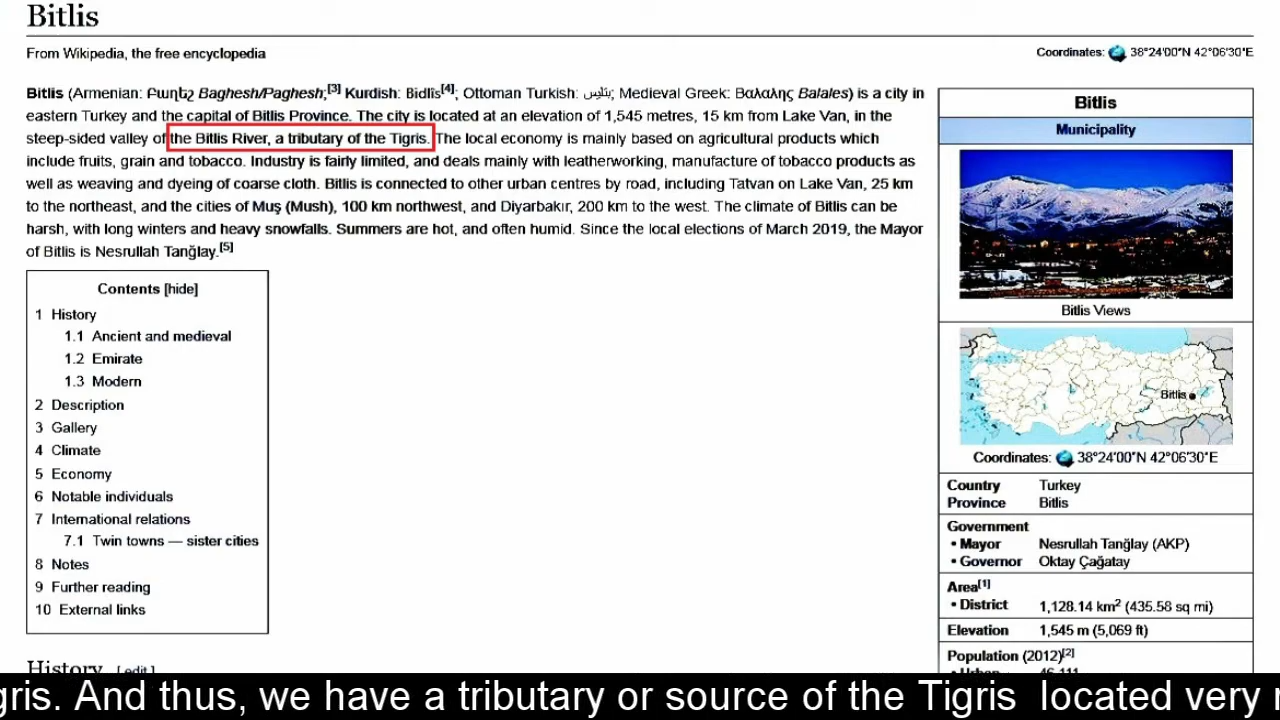 Bitlis
From Wikipedia, the free encyclopedia
Coordinates: 38°24′00″N 42°06′30″E
Bitlis (Armenian: Բաղեշ Baghesh/Paghesh;[3] Kurdish: Bidlîs[4]; Ottoman Turkish: بتليس; Medieval Greek: Βαλαλης Balales) is a city in
eastern Turkey and the capital of Bitlis Province. The city is located at an elevation of 1,545 metres, 15 km from Lake Van, in the
steep-sided valley of the Bitlis River, a tributary of the Tigris. The local economy is mainly based on agricultural products which
include fruits, grain and tobacco. Industry is fairly limited, and deals mainly with leatherworking, manufacture of tobacco products as
well as weaving and dyeing of coarse cloth. Bitlis is connected to other urban centres by road, including Tatvan on Lake Van, 25 km
to the northeast, and the cities of Muş (Mush), 100 km northwest, and Diyarbakır, 200 km to the west. The climate of Bitlis can be
harsh, with long winters and heavy snowfalls. Summers are hot, and often humid. Since the local elections of March 2019, the Mayor
of Bitlis is Nesrullah Tanğlay.[5]
Contents [hide]
1 History
1.1 Ancient and medieval
1.2 Emirate
1.3 Modern
2 Description
3 Gallery
4 Climate
5 Economy
6 Notable individuals
7 International relations
7.1 Twin towns — sister cities
8 Notes
9 Further reading
10 External links
History [edit]
Bitlis
Municipality
Bitlis Views
Bitlis
Coordinates: 38°24′00″N 42°06′30″E
Country Turkey
Province Bitlis
Government
• Mayor Nesrullah Tanğlay (AKP)
• Governor Oktay Çağatay
Area[1]
• District 1,128.14 km² (435.58 sq mi)
Elevation 1,545 m (5,069 ft)
Population (2012)[2]
gris. And thus, we have a tributary or source of the Tigris located very